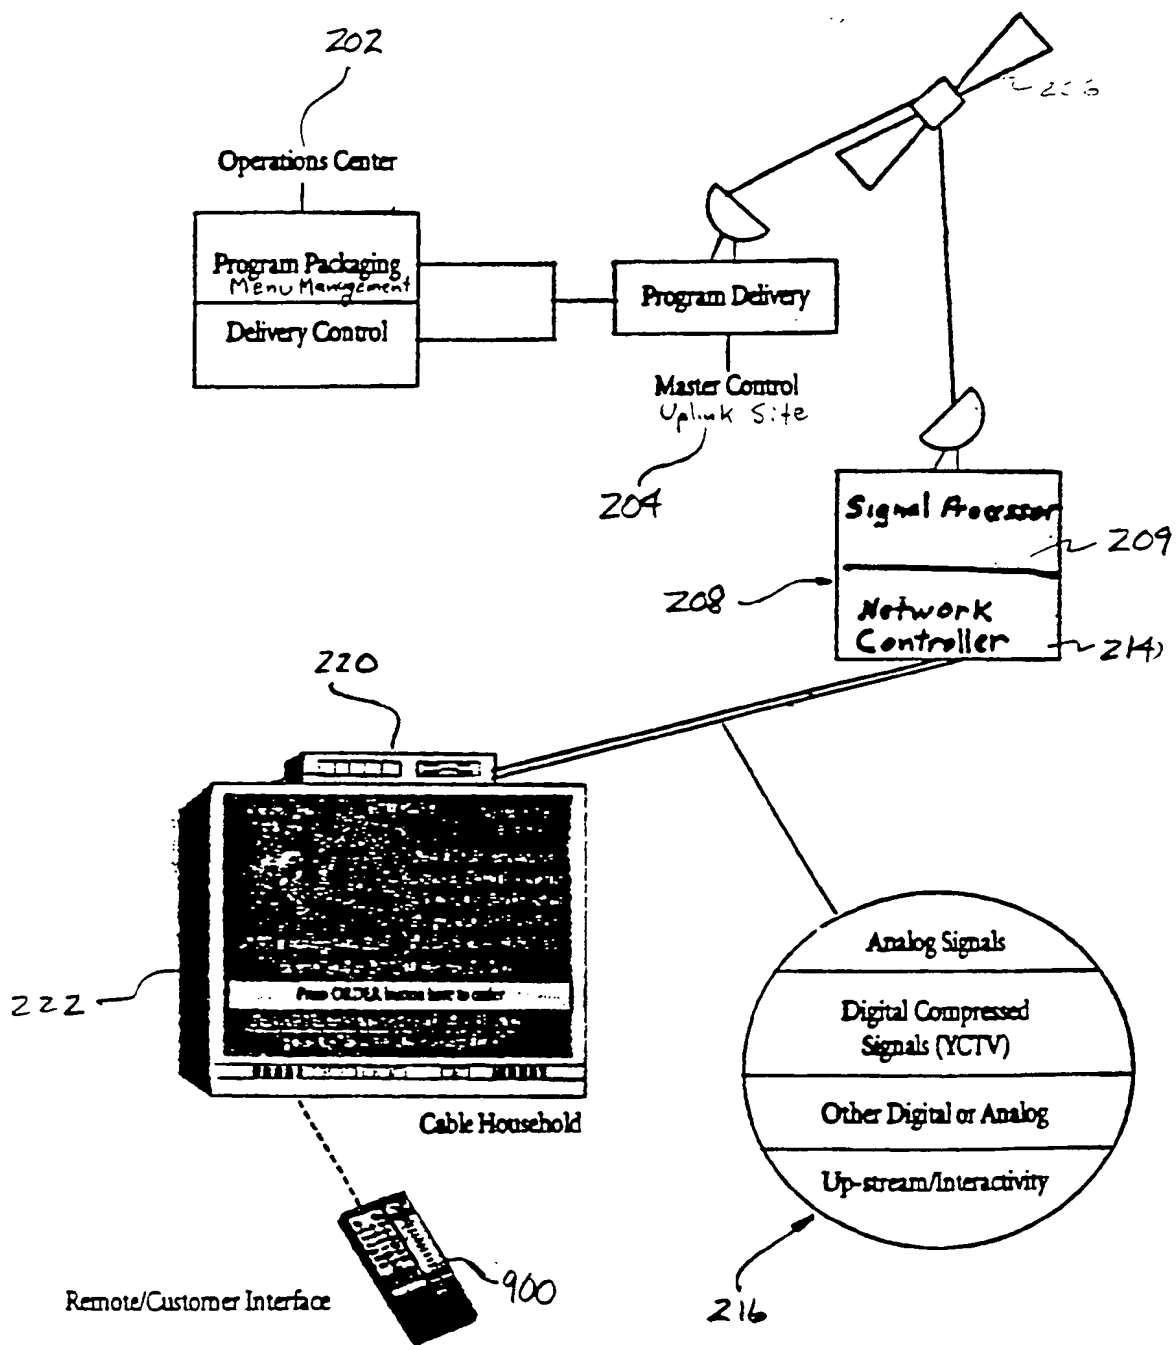 202
Operations Center
Program Packaging
Menu Management
Delivery Control
Program Delivery
Master Control
Uplink Site
204
Signal Processor
209
208
Network
Controller
214
220
222
Press ORDER button here to order
Cable Household
Analog Signals
Digital Compressed
Signals (YCTV)
Other Digital or Analog
Up-stream/Interactivity
216
900
Remote/Customer Interface